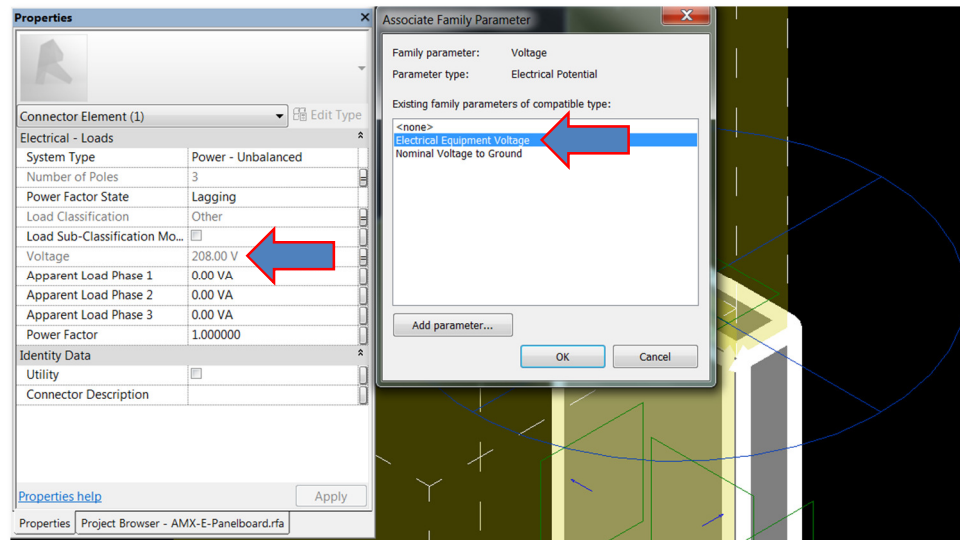 Properties
Connector Element (1)
Edit Type
Electrical - Loads
System Type Power - Unbalanced
Number of Poles 3
Power Factor State Lagging
Load Classification Other
Load Sub-Classification Mo...
Voltage 208.00 V
Apparent Load Phase 1 0.00 VA
Apparent Load Phase 2 0.00 VA
Apparent Load Phase 3 0.00 VA
Power Factor 1.000000
Identity Data
Utility
Connector Description
Properties help
Apply
Properties
Project Browser - AMX-E-Panelboard.rfa
Associate Family Parameter
Family parameter: Voltage
Parameter type: Electrical Potential
Existing family parameters of compatible type:
<none>
Electrical Equipment Voltage
Nominal Voltage to Ground
Add parameter...
OK
Cancel